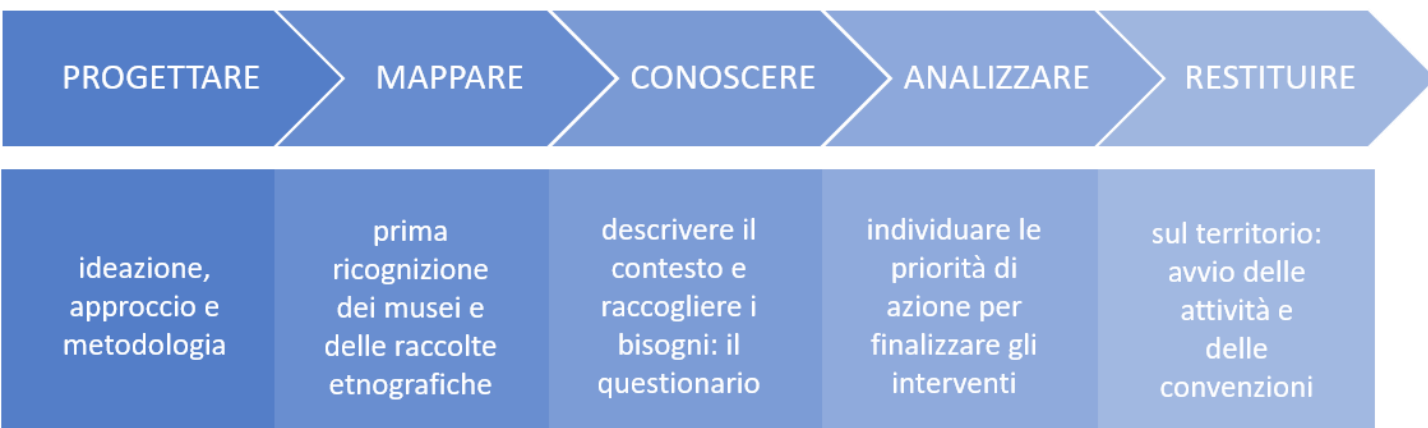 PROGETTARE
MAPPARE
CONOSCERE
ANALIZZARE
RESTITUIRE
ideazione,
approccio e
metodologia
prima
ricognizione
dei musei e
delle raccolte
etnografiche
descrivere il
contesto e
raccogliere i
bisogni: il
questionario
individuare le
priorità di
azione per
finalizzare gli
interventi
sul territorio:
avvio delle
attività e
delle
convenzioni